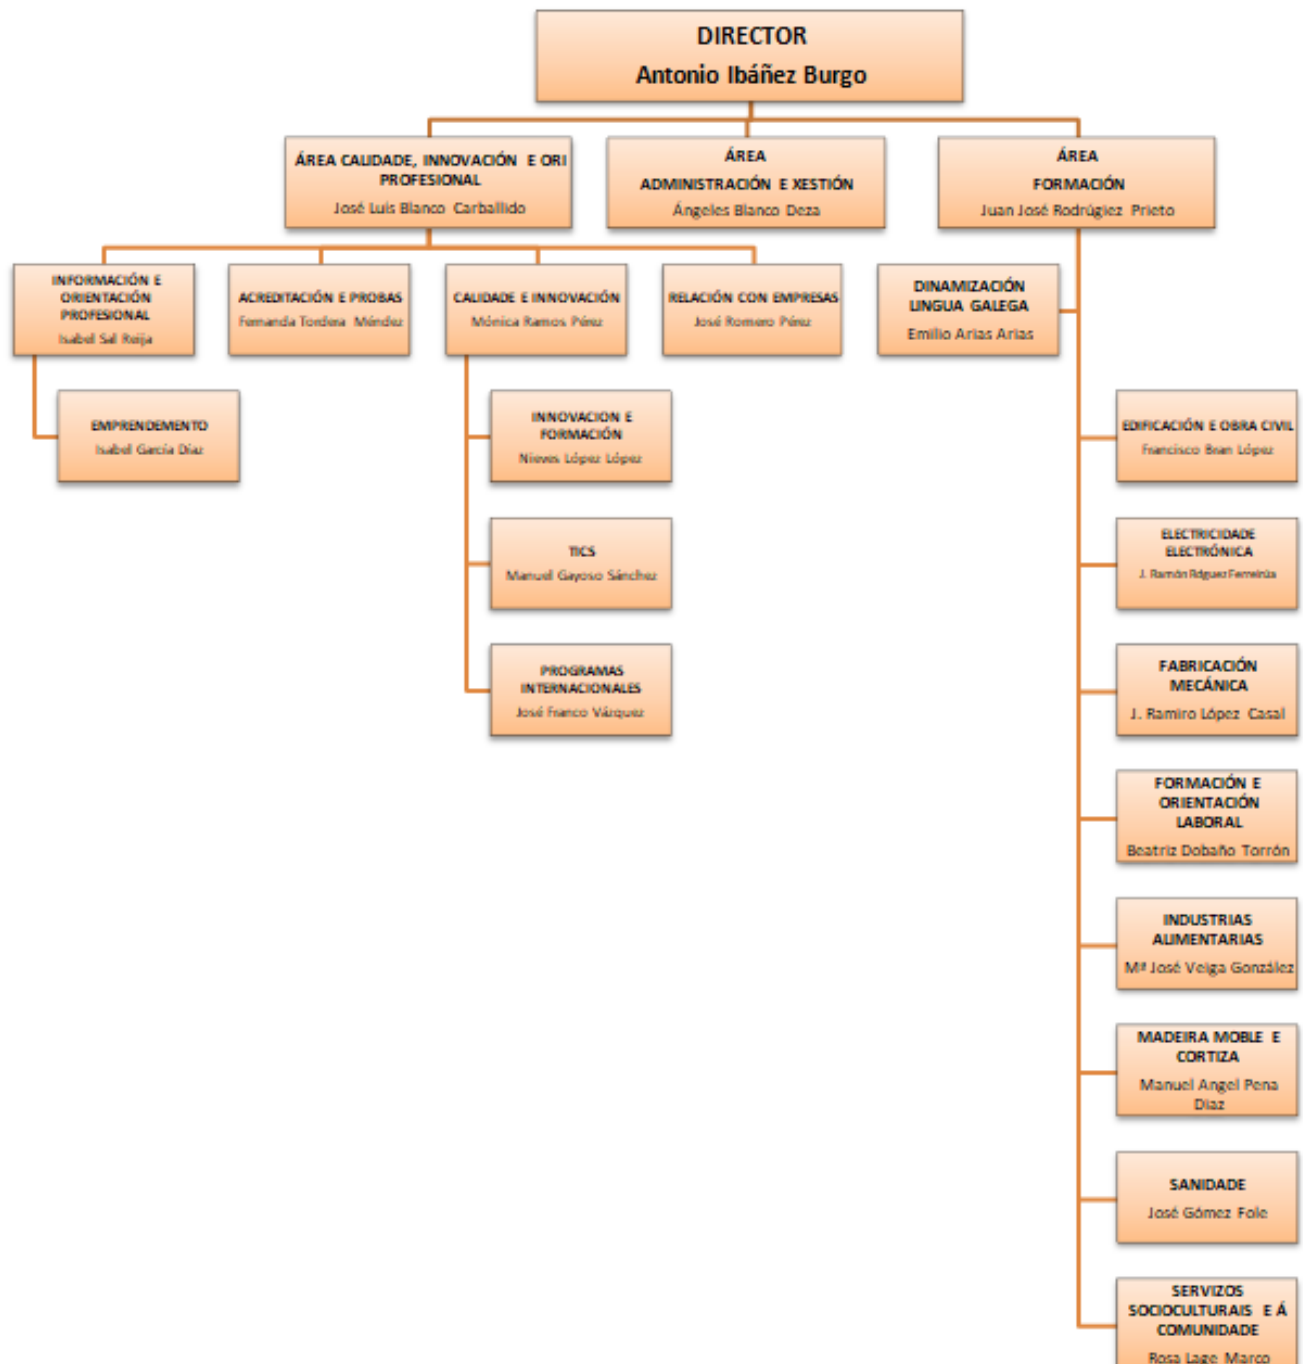 DIRECTOR
Antonio Ibáñez Burgo
ÁREA CALIDADE, INNOVACIÓN E ORI
PROFESIONAL
José Luis Blanco Carballido
ÁREA
ADMINISTRACIÓN E XESTIÓN
Ángeles Blanco Deza
ÁREA
FORMACIÓN
Juan José Rodrúgiez Prieto
INFORMACIÓN E
ORIENTACIÓN
PROFESIONAL
Isabel Sal Reija
ACREDITACIÓN E PROBAS
Fernanda Tordera Méndez
CALIDADE E INNOVACIÓN
Mónica Ramos Pérez
RELACIÓN CON EMPRESAS
José Romero Pérez
DINAMIZACIÓN
LINGUA GALEGA
Emilio Arias Arias
EMPRENDEMENTO
Isabel García Díaz
INNOVACION E
FORMACIÓN
Nieves López López
TICS
Manuel Gayoso Sánchez
PROGRAMAS
INTERNACIONALES
José Franco Vázquez
EDIFICACIÓN E OBRA CIVIL
Francisco Bran López
ELECTRICIDADE
ELECTRÓNICA
J. Ramón Rdguez Ferreirúa
FABRICACIÓN
MECÁNICA
J. Ramiro López Casal
FORMACIÓN E
ORIENTACIÓN
LABORAL
Beatriz Dobaño Torrón
INDUSTRIAS
ALIMENTARIAS
Mª José Veiga González
MADEIRA MOBLE E
CORTIZA
Manuel Angel Pena
Diaz
SANIDADE
José Gómez Fole
SERVIZOS
SOCIOCULTURAIS E Á
COMUNIDADE
Rosa Lage Marco